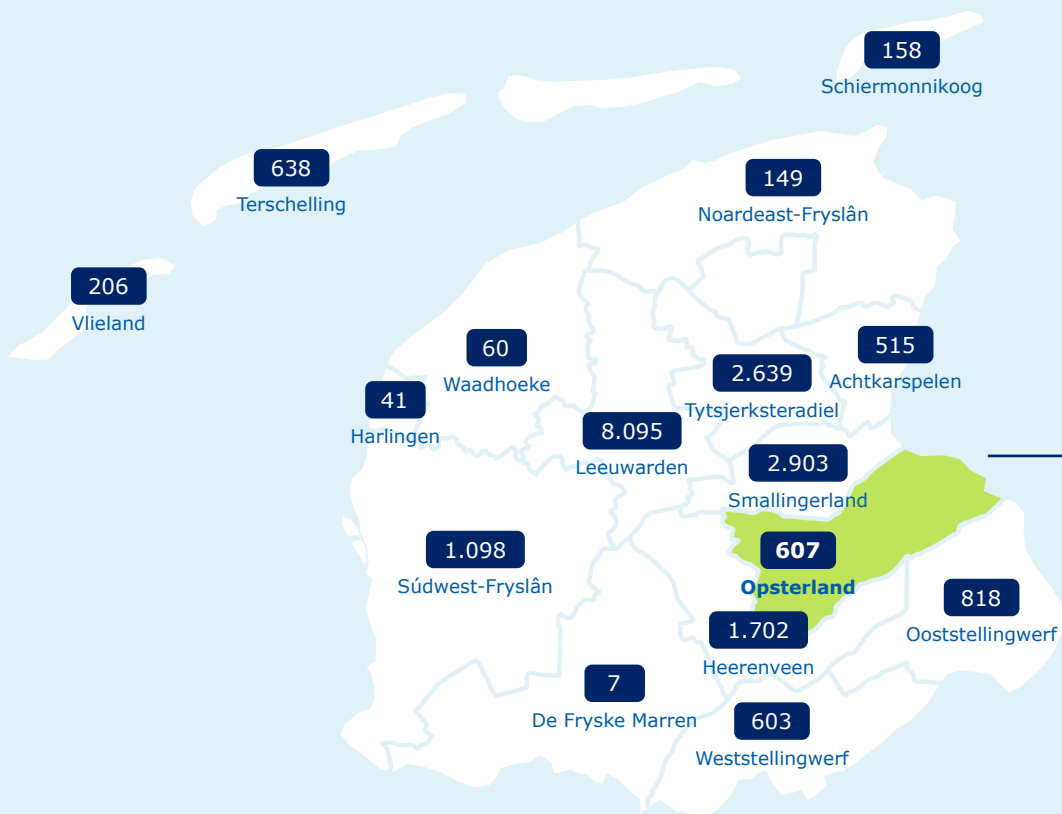 158
Schiermonnikoog
638
Terschelling
149
Noardeast-Fryslân
206
Vlieland
60
Waadhoeke
515
Achtkarspelen
2.639
Tytsjerksteradiel
41
Harlingen
8.095
Leeuwarden
2.903
Smallingerland
1.098
Súdwest-Fryslân
607
Opsterland
818
Ooststellingwerf
1.702
Heerenveen
7
De Fryske Marren
603
Weststellingwerf